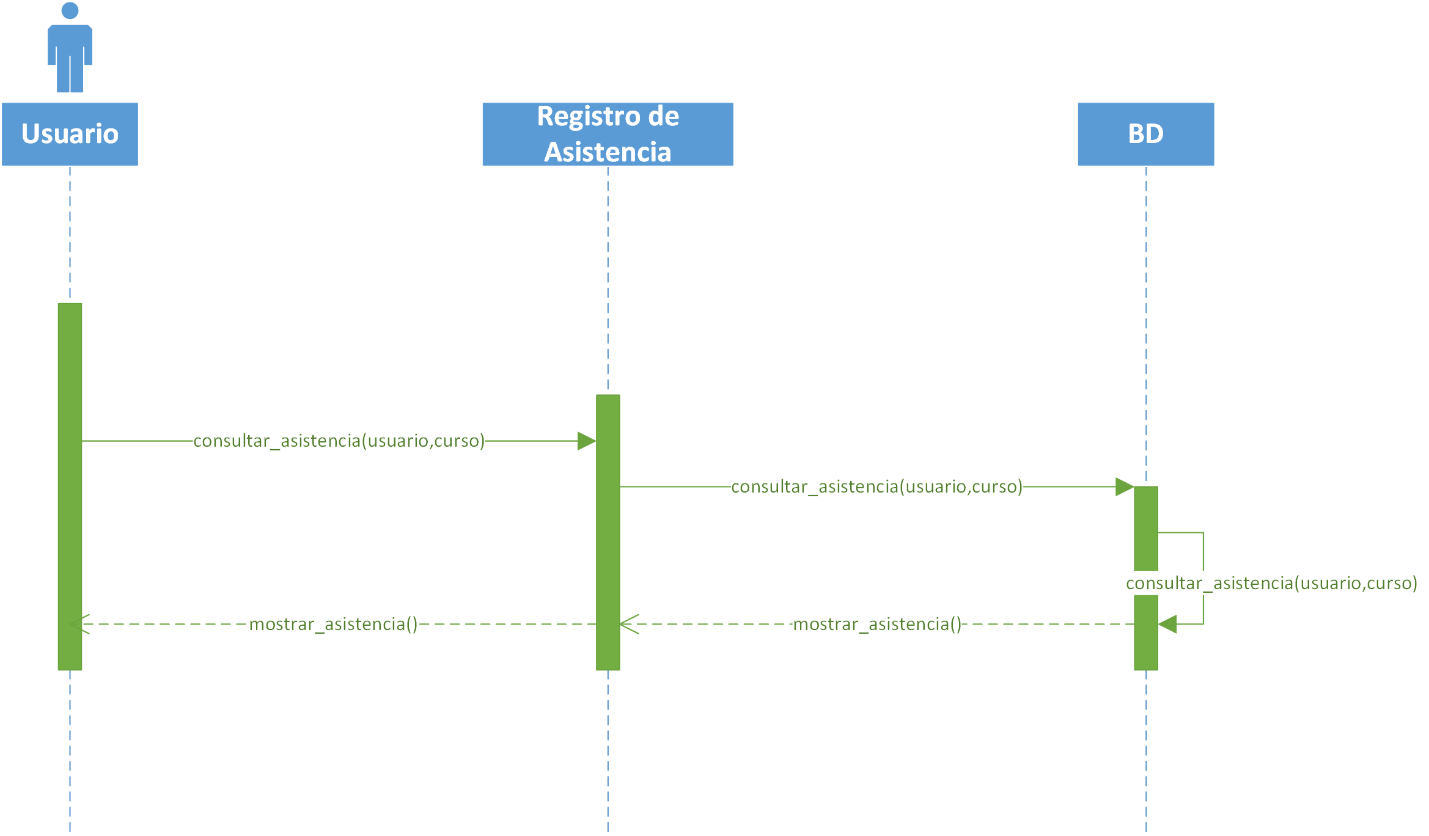 Usuario
Registro de
Asistencia
BD
consultar_asistencia(usuario,curso)
consultar_asistencia(usuario,curso)
consultar_asistencia(usuario,curso)
mostrar_asistencia()
mostrar_asistencia()